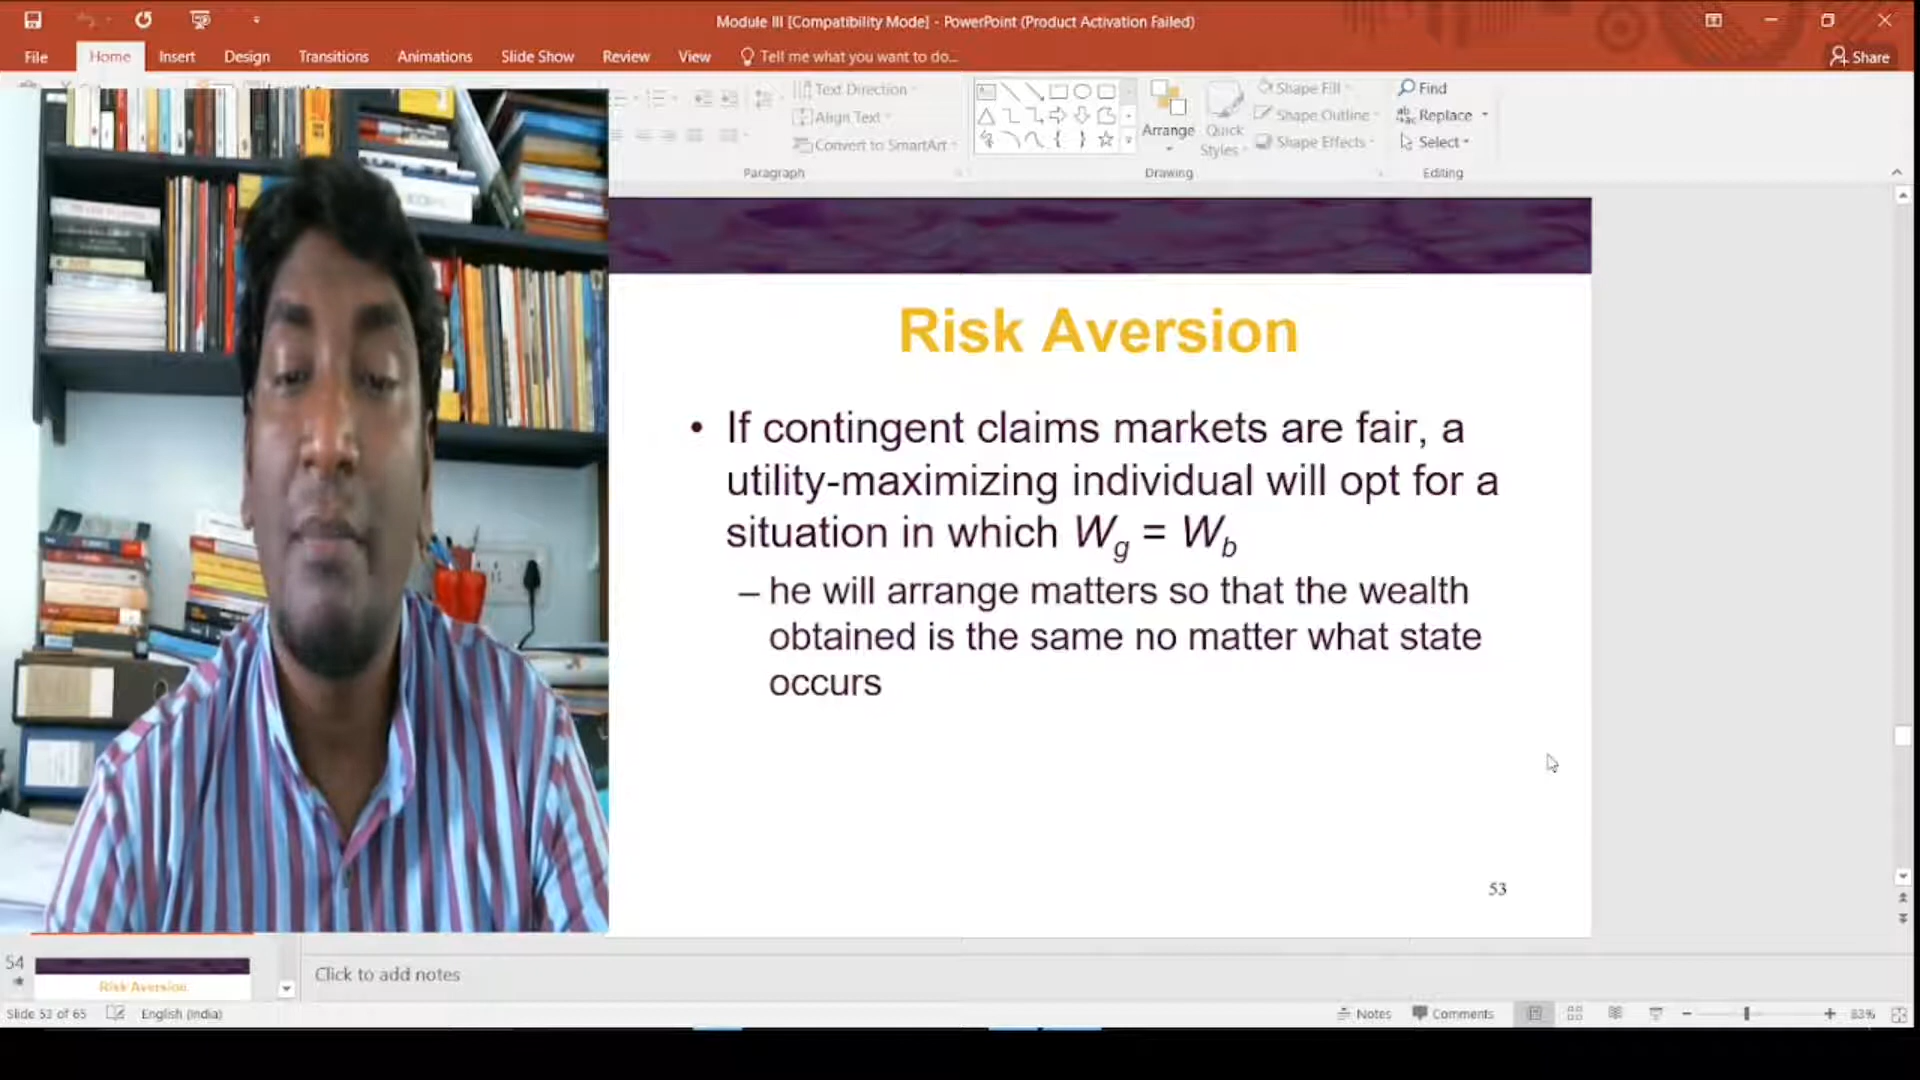 Module III [Compatibility Mode] - PowerPoint (Product Activation Failed)
File Home Insert Design Transitions Animations Slide Show Review View Tell me what you want to do... Share
Text Direction
Align Text
Convert to SmartArt
Paragraph
Arrange
Quick Styles
Shape Fill
Shape Outline
Shape Effects
Drawing
Find
Replace
Select
Editing
Risk Aversion
• If contingent claims markets are fair, a
utility-maximizing individual will opt for a
situation in which Wg = Wb
– he will arrange matters so that the wealth
obtained is the same no matter what state
occurs
53
54
Risk Aversion
Click to add notes
Slide 53 of 65 English (India) Notes Comments 83%